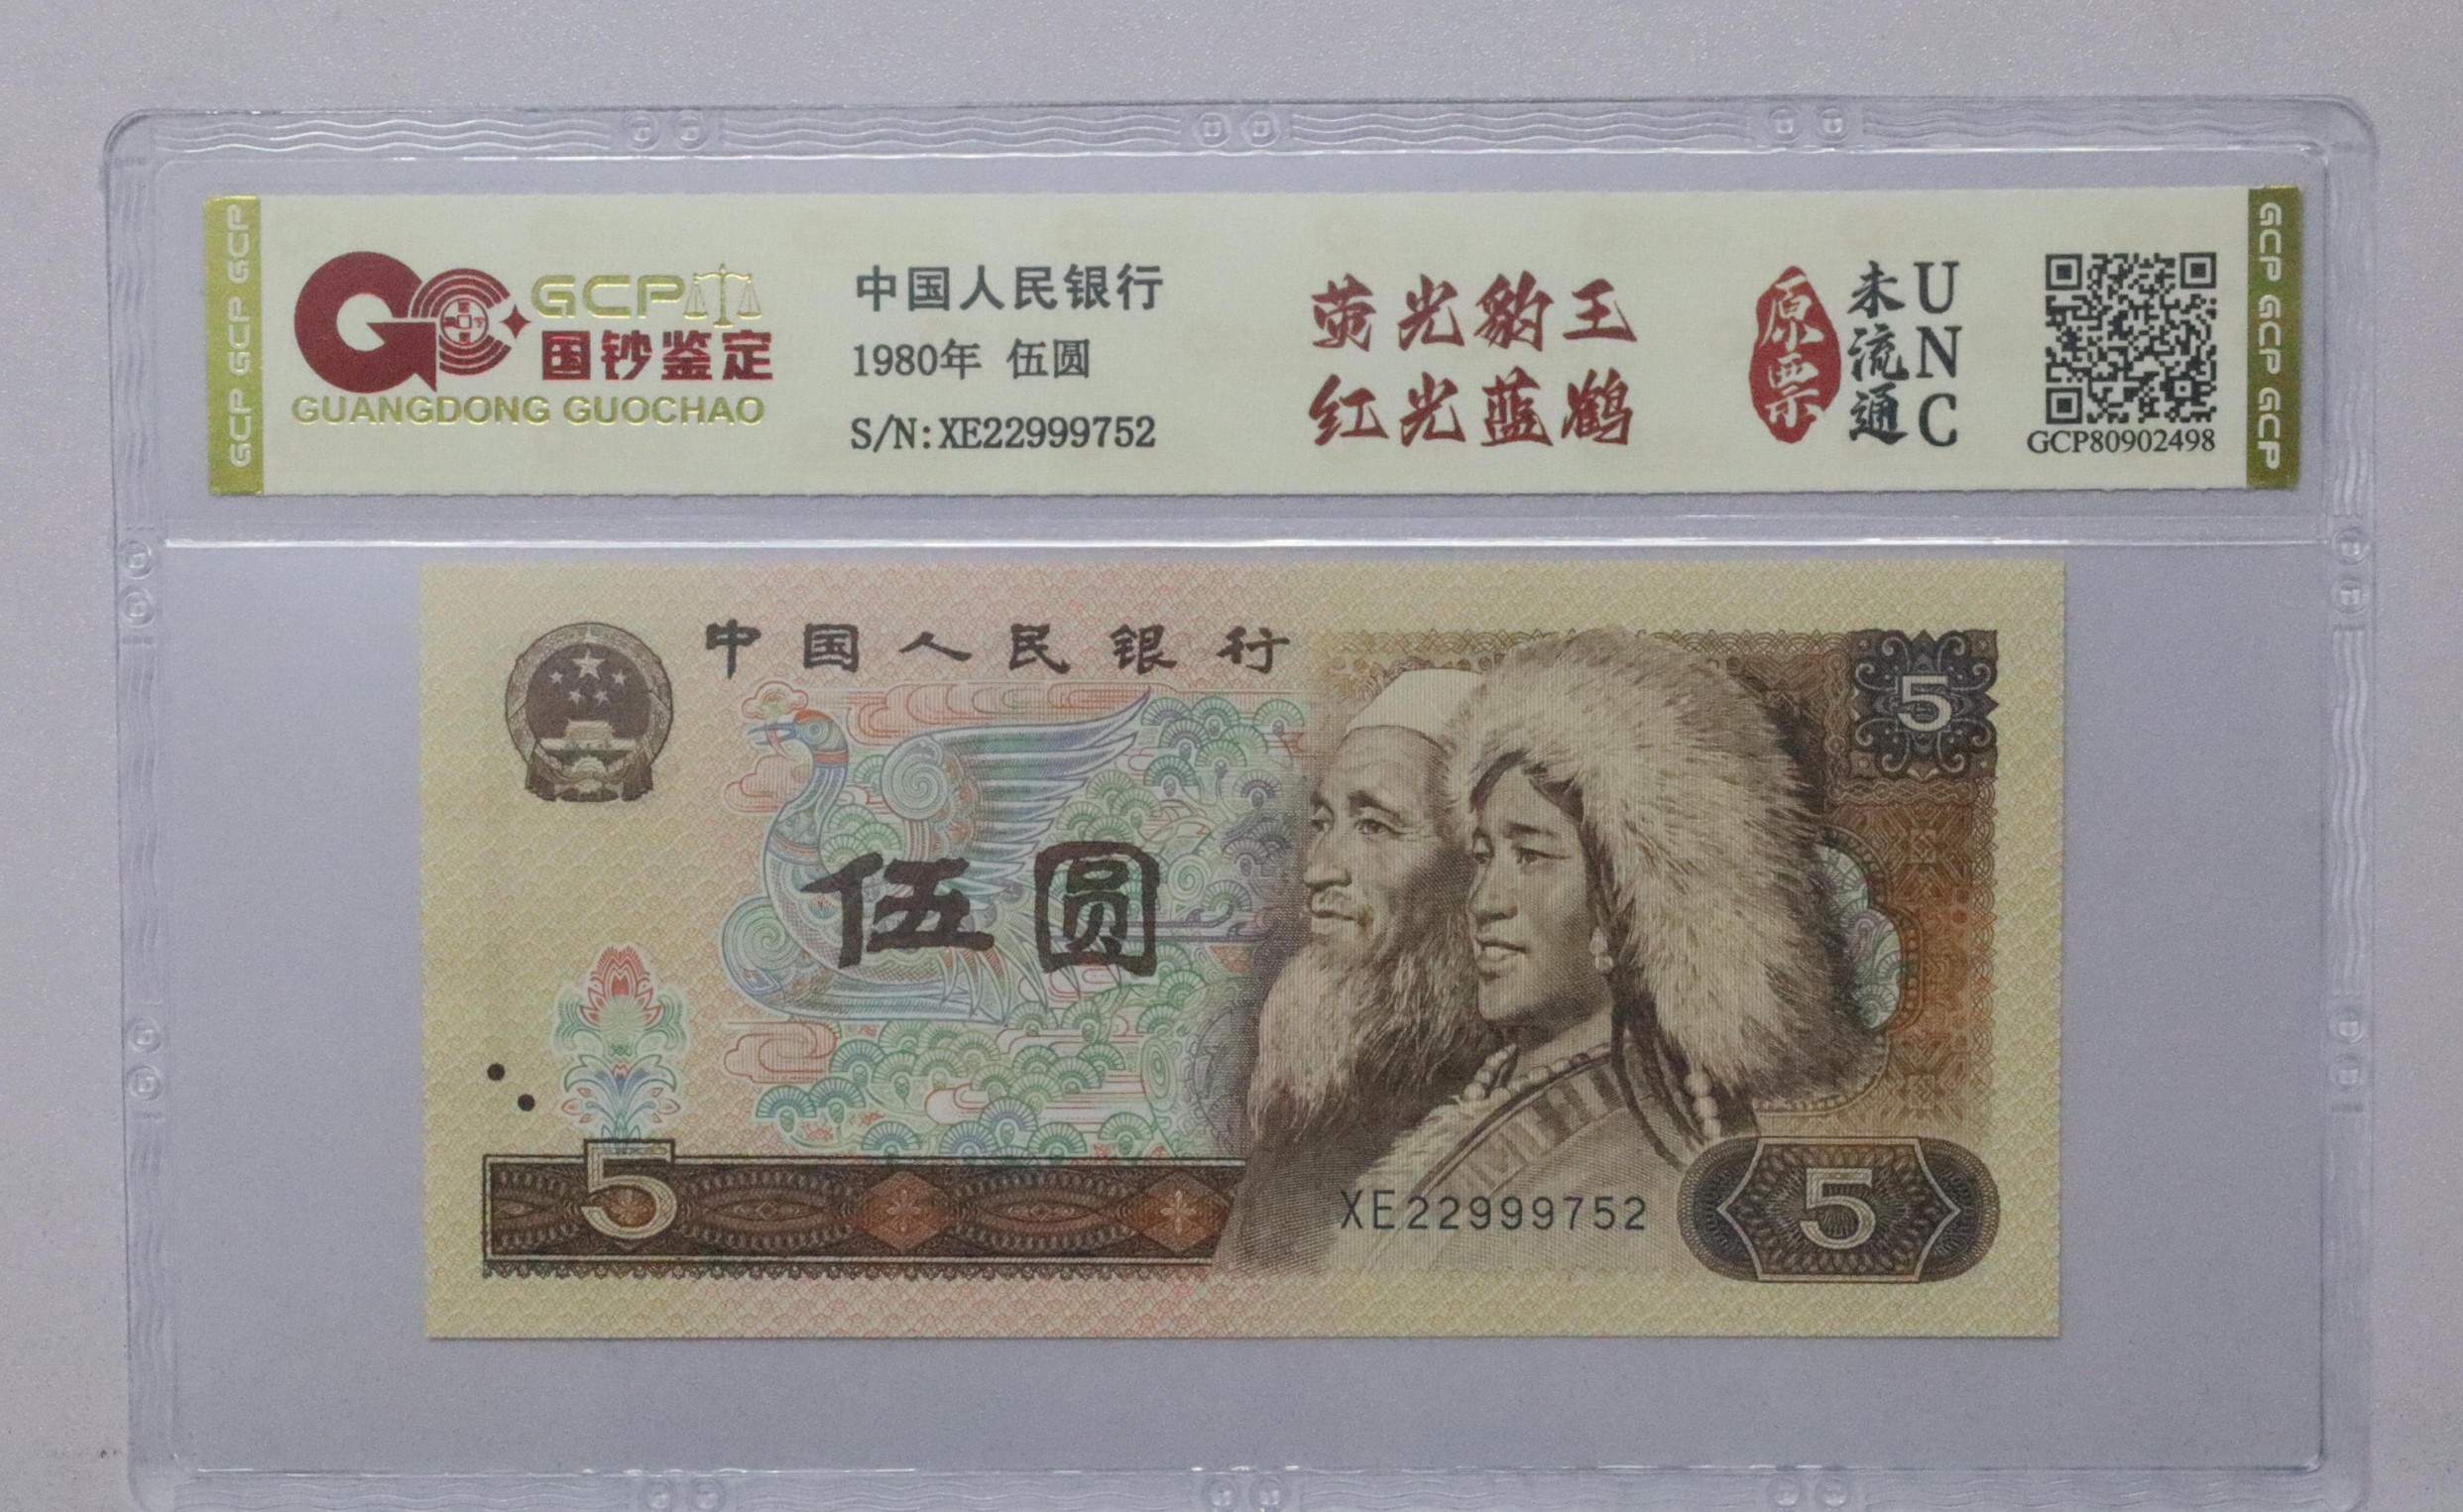 GCP GCP GCP
GCP
国钞鉴定
GUANGDONG GUOCHAO
中国人民银行
1980年 伍圆
S/N:XE22999752
荧光豹王
红光蓝鹤
原票
未流通
UNC
GCP80902498
GCP GCP GCP
中国人民银行
5
伍圆
5
XE22999752
5